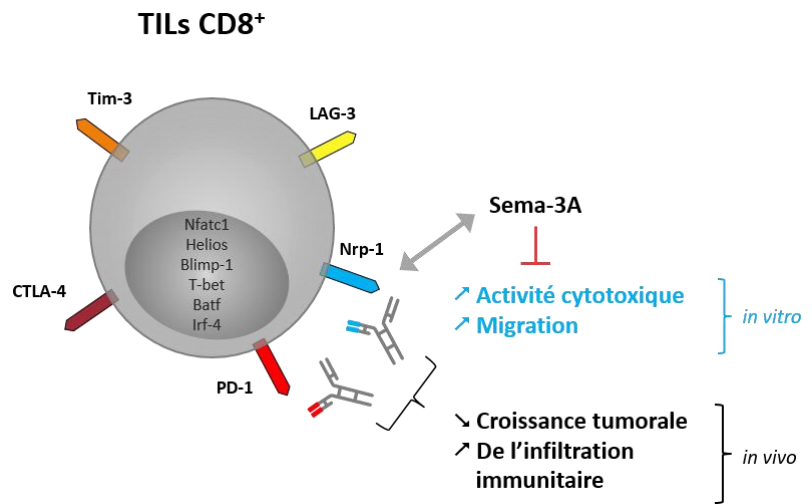 TILs CD8⁺
Tim-3
LAG-3
Nfatc1
Helios
Blimp-1
T-bet
Batf
Irf-4
Nrp-1
CTLA-4
PD-1
Sema-3A
↗ Activité cytotoxique
↗ Migration
in vitro
↘ Croissance tumorale
↗ De l’infiltration
immunitaire
in vivo